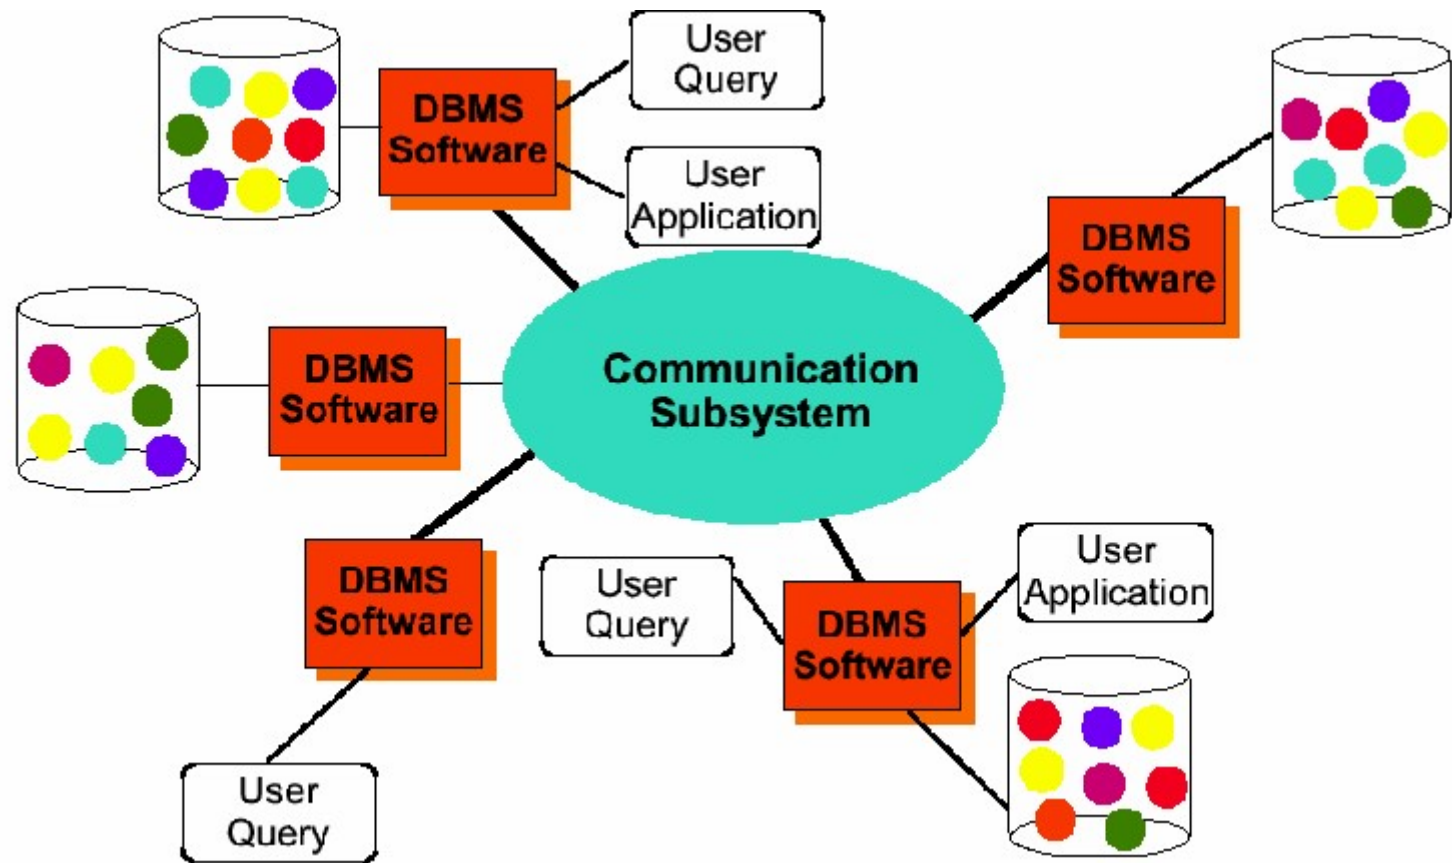 User
Query
DBMS
Software
User
Application
DBMS
Software
DBMS
Software
Communication
Subsystem
DBMS
Software
User
Query
DBMS
Software
User
Application
User
Query